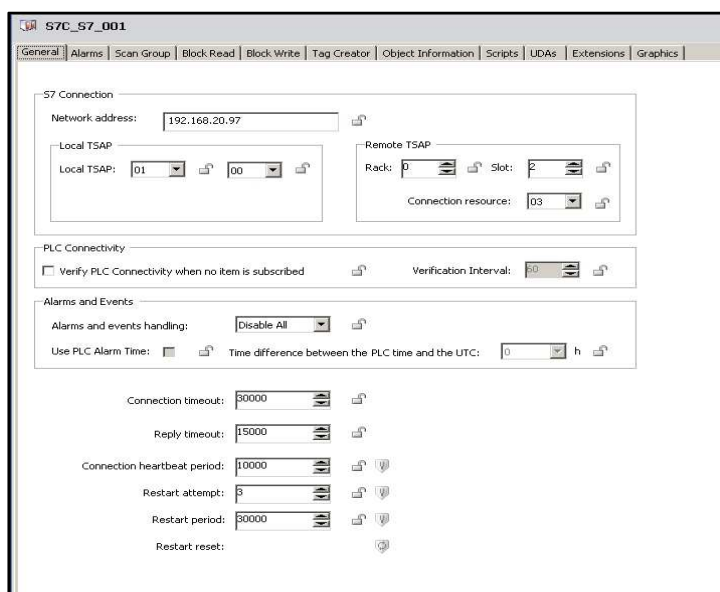 S7C_S7_001
General Alarms Scan Group Block Read Block Write Tag Creator Object Information Scripts UDAs Extensions Graphics
S7 Connection
Network address: 192.168.20.97
Local TSAP
Local TSAP: 01 00
Remote TSAP
Rack: 0 Slot: 2
Connection resource: 03
PLC Connectivity
Verify PLC Connectivity when no item is subscribed Verification Interval: 60
Alarms and Events
Alarms and events handling: Disable All
Use PLC Alarm Time: Time difference between the PLC time and the UTC: 0 h
Connection timeout: 30000
Reply timeout: 15000
Connection heartbeat period: 10000
Restart attempt: 3
Restart period: 30000
Restart reset: